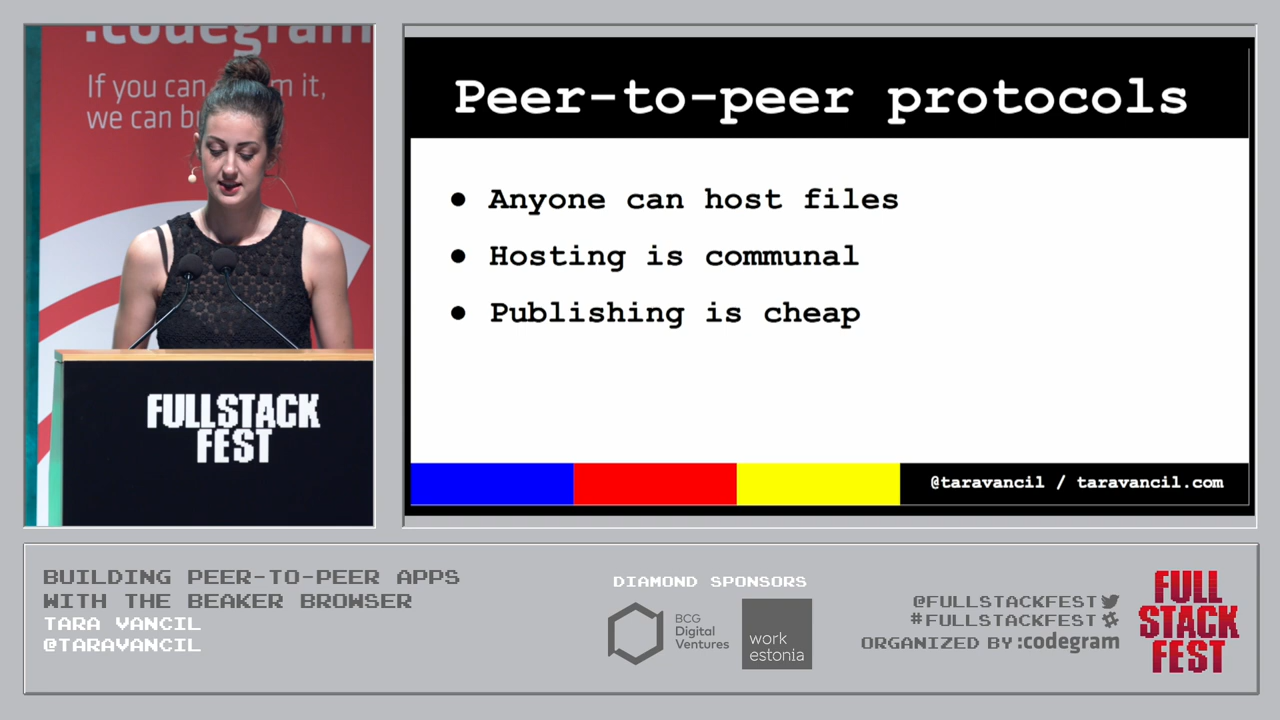 :codegram
If you can
m it,
we can
FULLSTACK
FEST
Peer-to-peer protocols
• Anyone can host files
• Hosting is communal
• Publishing is cheap
@taravancil / taravancil.com
BUILDING PEER-TO-PEER APPS
WITH THE BEAKER BROWSER
TARA VANCIL
@TARAVANCIL
DIAMOND SPONSORS
BCG
Digital
Ventures
work
estonia
@FULLSTACKFEST
#FULLSTACKFEST
ORGANIZED BY :codegram
FULL
STACK
FEST